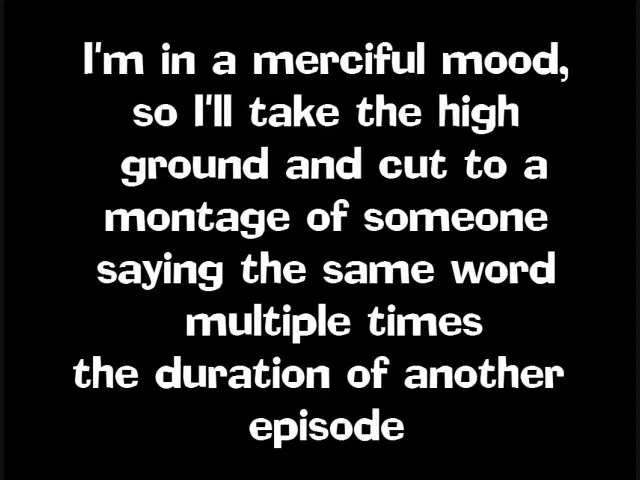 I'm in a merciful mood,
so I'll take the high
ground and cut to a
montage of someone
saying the same word
multiple times
the duration of another
episode